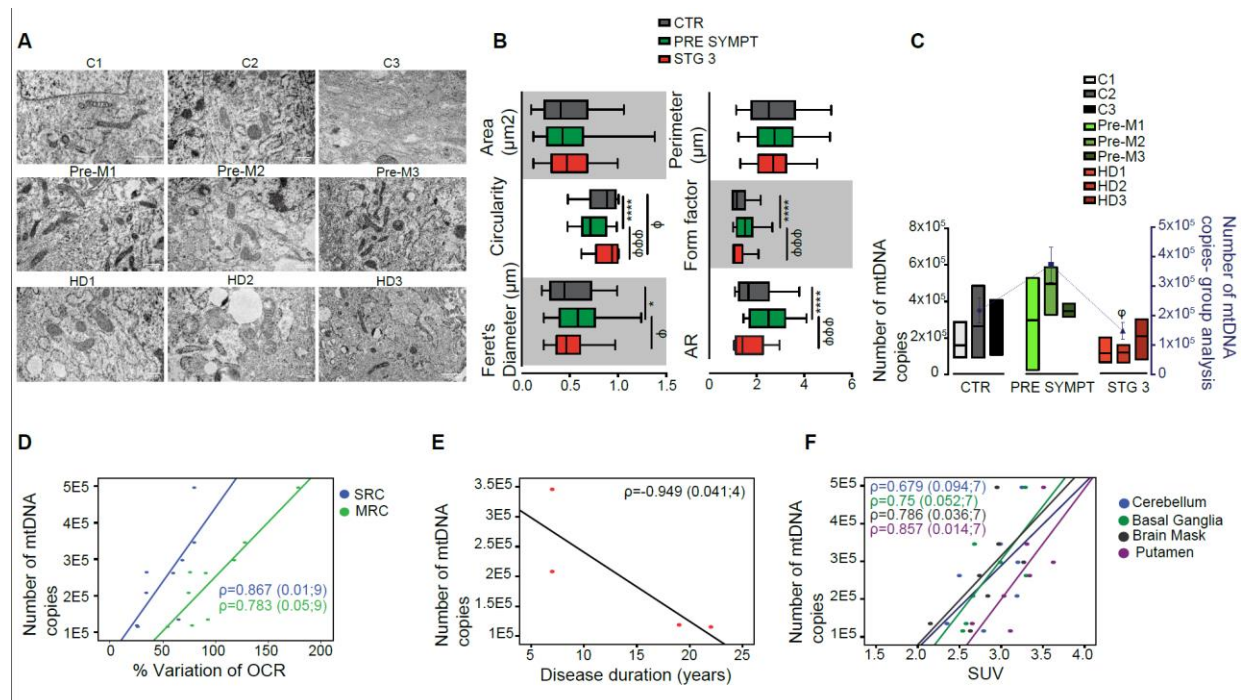 A
C1
C2
C3
Pre-M1
Pre-M2
Pre-M3
HD1
HD2
HD3
B
CTR
PRE SYMPT
STG 3
Area
(µm2)
Circularity
Feret's
Diameter (µm)
****
ϕϕϕ
ϕ
*
ϕ
0.0
0.5
1.0
1.5
Perimeter
(µm)
Form factor
AR
****
ϕϕϕ
****
ϕϕϕ
0
2
4
6
C
C1
C2
C3
Pre-M1
Pre-M2
Pre-M3
HD1
HD2
HD3
Number of mtDNA
copies
8x10⁵
6x10⁵
4x10⁵
2x10⁵
0
φ
CTR
PRE SYMPT
STG 3
5x10⁵
4x10⁵
3x10⁵
2x10⁵
1x10⁵
0
Number of mtDNA
copies- group analysis
D
Number of mtDNA
copies
5E5
4E5
3E5
2E5
1E5
SRC
MRC
ρ=0.867 (0.01;9)
ρ=0.783 (0.05;9)
0
50
100
150
200
% Variation of OCR
E
Number of mtDNA
copies
3.5E5
2.5E5
1.5E5
1E5
ρ=-0.949 (0.041;4)
5
10
15
20
25
Disease duration (years)
F
Number of mtDNA
copies
5E5
4E5
3E5
2E5
1E5
ρ=0.679 (0.094;7)
ρ=0.75 (0.052;7)
ρ=0.786 (0.036;7)
ρ=0.857 (0.014;7)
Cerebellum
Basal Ganglia
Brain Mask
Putamen
1.5
2.0
2.5
3.0
3.5
4.0
SUV